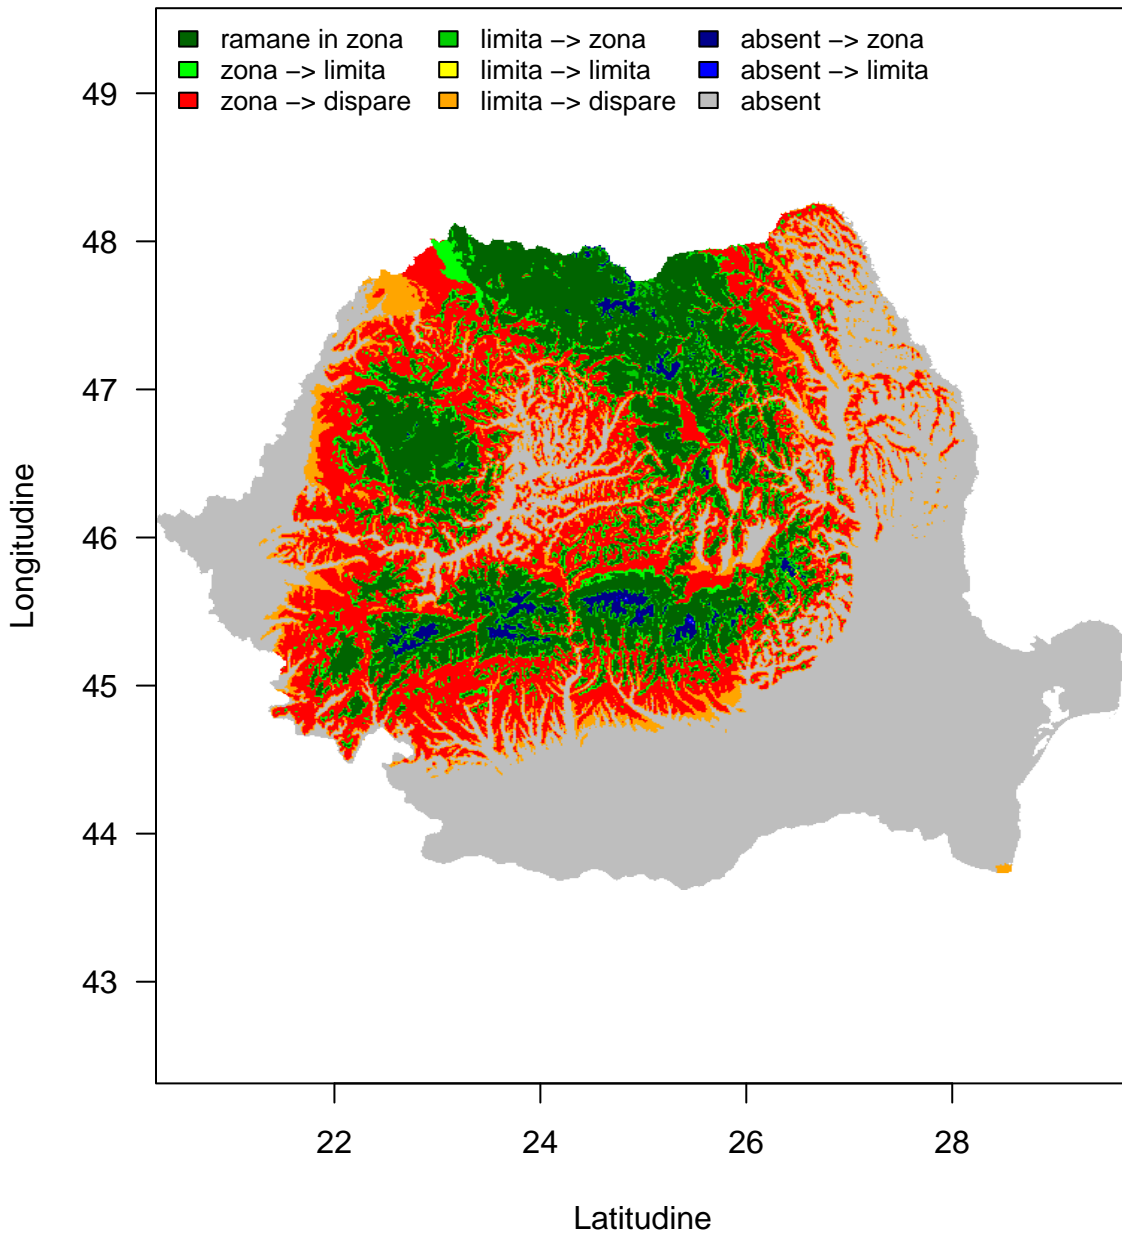 ramane in zona limita −> zona absent −> zona
zona −> limita limita −> limita absent −> limita
zona −> dispare limita −> dispare absent
49
48
47
46
45
44
43
Longitudine
22 24 26 28
Latitudine